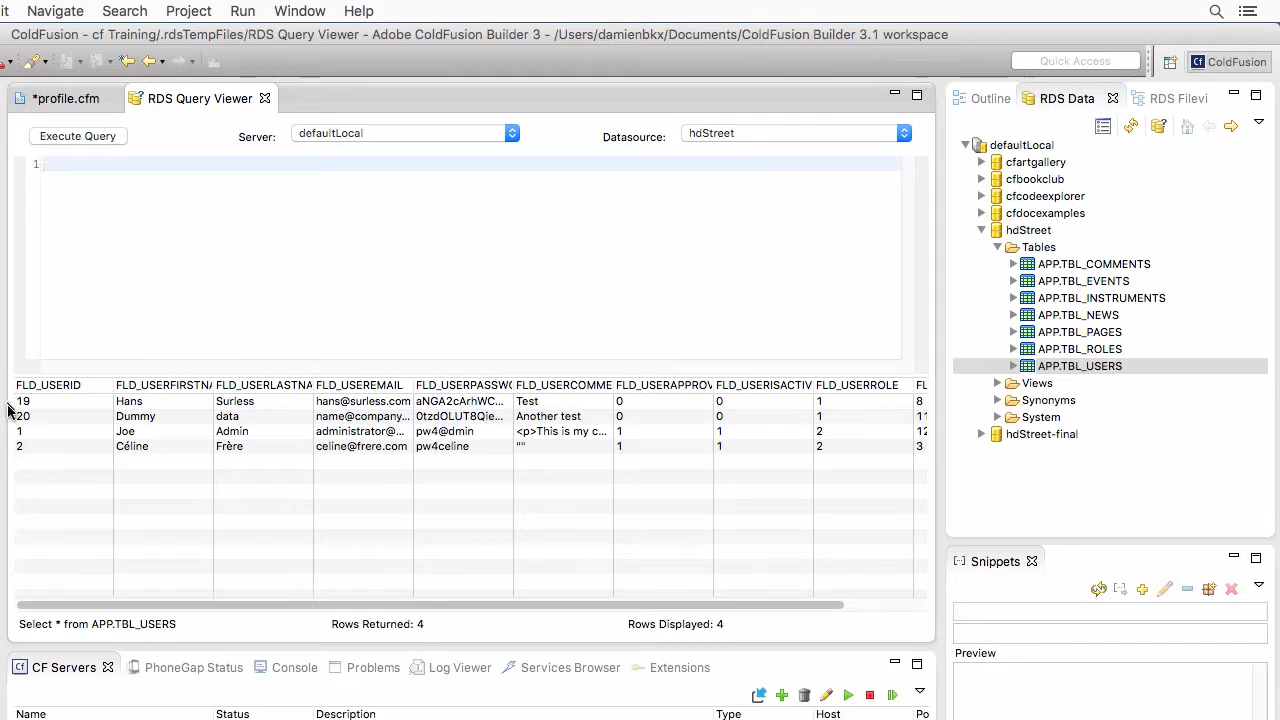 it Navigate Search Project Run Window Help
ColdFusion - cf Training/.rdsTempFiles/RDS Query Viewer - Adobe ColdFusion Builder 3 - /Users/damienbkx/Documents/ColdFusion Builder 3.1 workspace
Quick Access
Cf ColdFusion
*profile.cfm RDS Query Viewer
Execute Query Server: defaultLocal Datasource: hdStreet
1
FLD_USERID FLD_USERFIRSTNA FLD_USERLASTNA FLD_USEREMAIL FLD_USERPASSWO FLD_USERCOMME FLD_USERAPPROV FLD_USERISACTIV FLD_USERROLE FL
19 Hans Surless hans@surless.com aNGA2cArhWC... Test 0 0 1 8
20 Dummy data name@company... 0tzdOLUT8Qie... Another test 0 0 1 11
1 Joe Admin administrator@... pw4@dmin <p>This is my c... 1 1 2 12
2 Céline Frère celine@frere.com pw4celine "" 1 1 2 3
Select * from APP.TBL_USERS Rows Returned: 4 Rows Displayed: 4
Outline RDS Data RDS Filevi
defaultLocal
cfartgallery
cfbookclub
cfcodeexplorer
cfdocexamples
hdStreet
Tables
APP.TBL_COMMENTS
APP.TBL_EVENTS
APP.TBL_INSTRUMENTS
APP.TBL_NEWS
APP.TBL_PAGES
APP.TBL_ROLES
APP.TBL_USERS
Views
Synonyms
System
hdStreet-final
Snippets
Preview
Cf CF Servers PhoneGap Status Console Problems Log Viewer Services Browser Extensions
Name Status Description Type Host Po